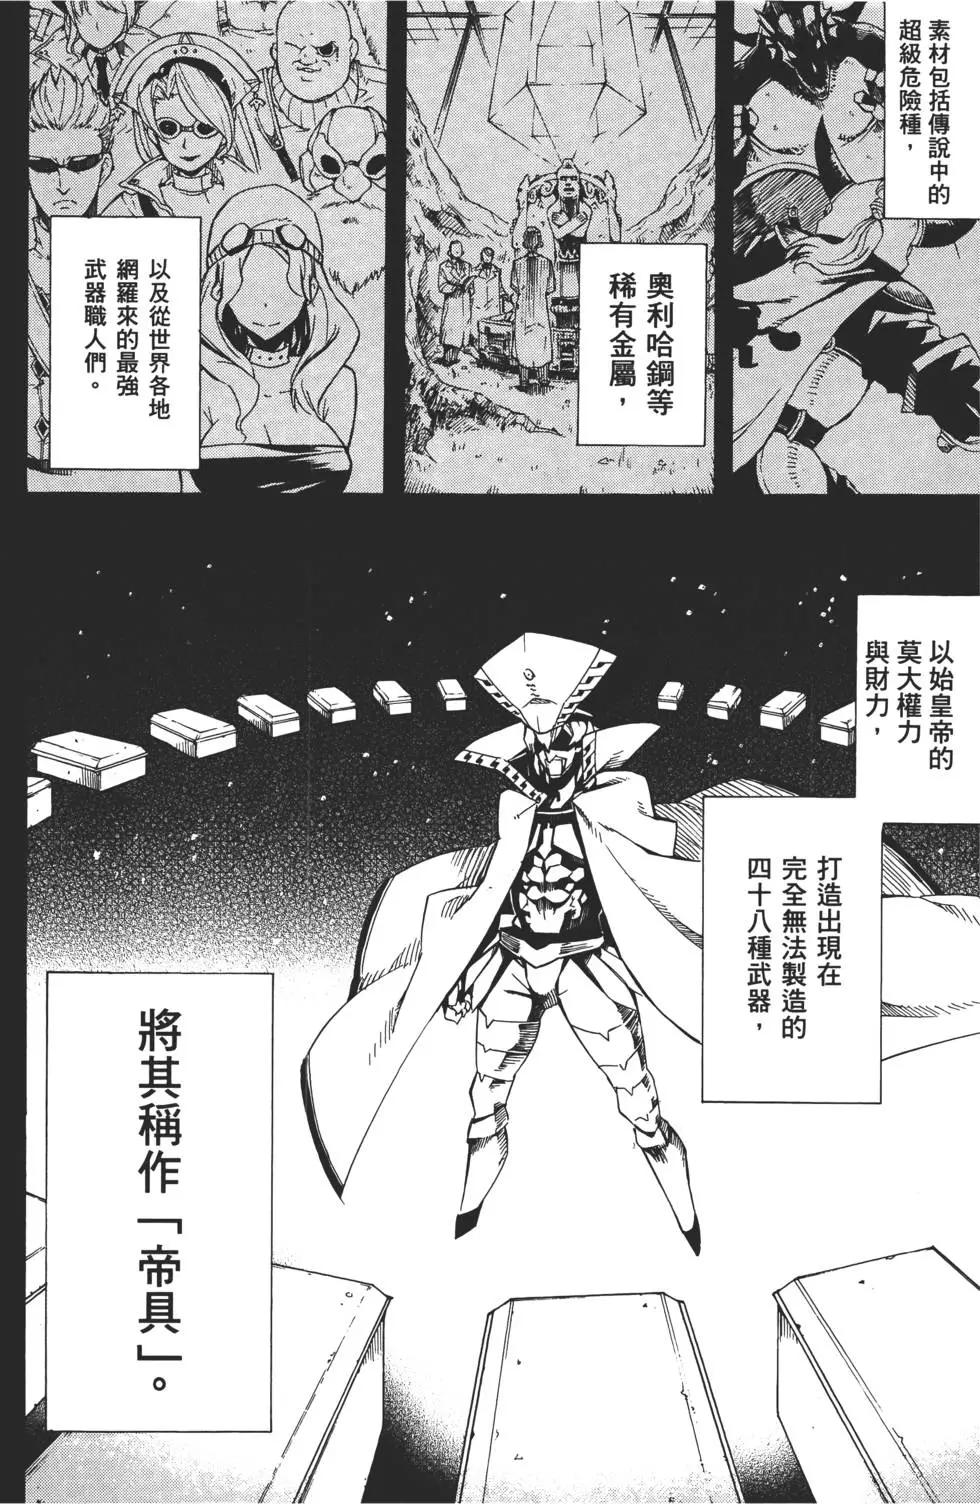 素材包括傳說中的
超級危險種，
奧利哈鋼等
稀有金屬，
以及從世界各地
網羅來的最強
武器職人們。
以始皇帝的
莫大權力
與財力，
打造出現在
完全無法製造的
四十八種武器，
將其稱作「帝具」。